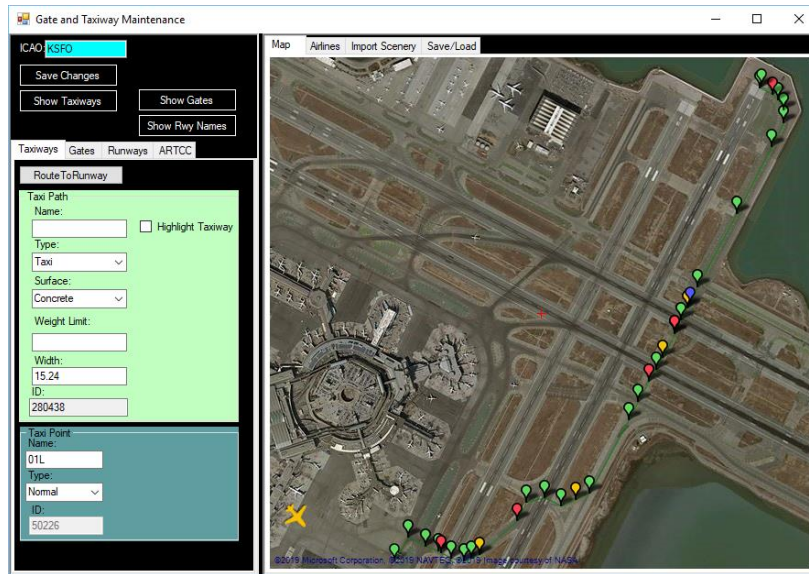 Gate and Taxiway Maintenance
ICAO: KSFO
Save Changes
Show Taxiways
Show Gates
Show Rwy Names
Taxiways Gates Runways ARTCC
RouteToRunway
Taxi Path
Name:
Highlight Taxiway
Type:
Taxi
Surface:
Concrete
Weight Limit:
Width:
15.24
ID:
280438
Taxi Point
Name:
01L
Type:
Normal
ID:
50226
Map Airlines Import Scenery Save/Load
©2019 Microsoft Corporation, ©2019 NAVTEQ, ©2019 Image courtesy of NASA